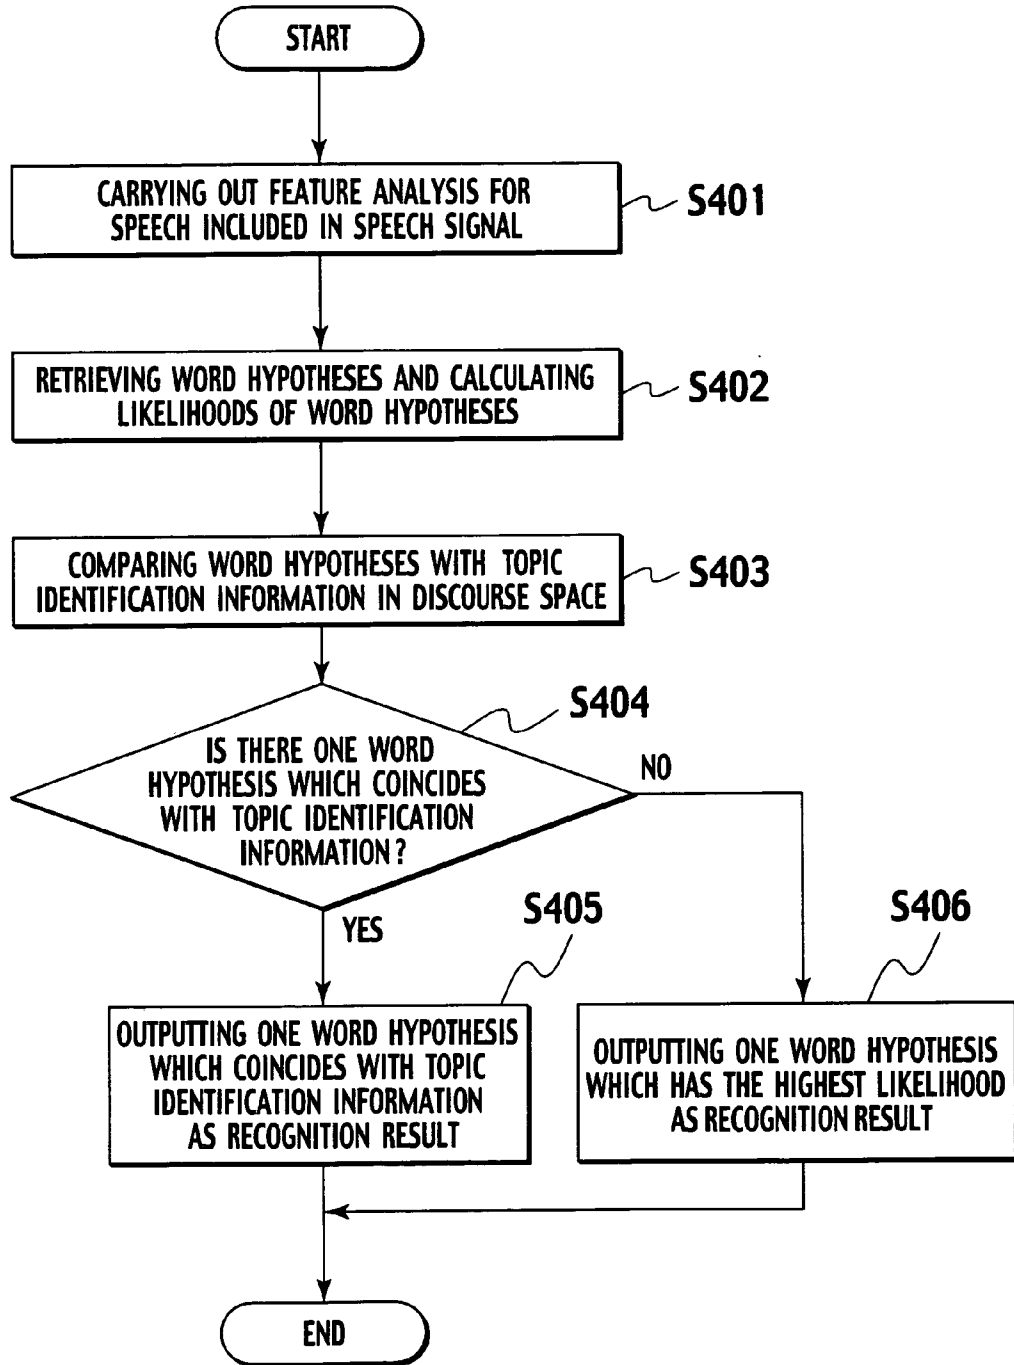 START
CARRYING OUT FEATURE ANALYSIS FOR
SPEECH INCLUDED IN SPEECH SIGNAL
S401
RETRIEVING WORD HYPOTHESES AND CALCULATING
LIKELIHOODS OF WORD HYPOTHESES
S402
COMPARING WORD HYPOTHESES WITH TOPIC
IDENTIFICATION INFORMATION IN DISCOURSE SPACE
S403
S404
IS THERE ONE WORD
HYPOTHESIS WHICH COINCIDES
WITH TOPIC IDENTIFICATION
INFORMATION?
NO
YES
S405
OUTPUTTING ONE WORD HYPOTHESIS
WHICH COINCIDES WITH TOPIC
IDENTIFICATION INFORMATION
AS RECOGNITION RESULT
S406
OUTPUTTING ONE WORD HYPOTHESIS
WHICH HAS THE HIGHEST LIKELIHOOD
AS RECOGNITION RESULT
END